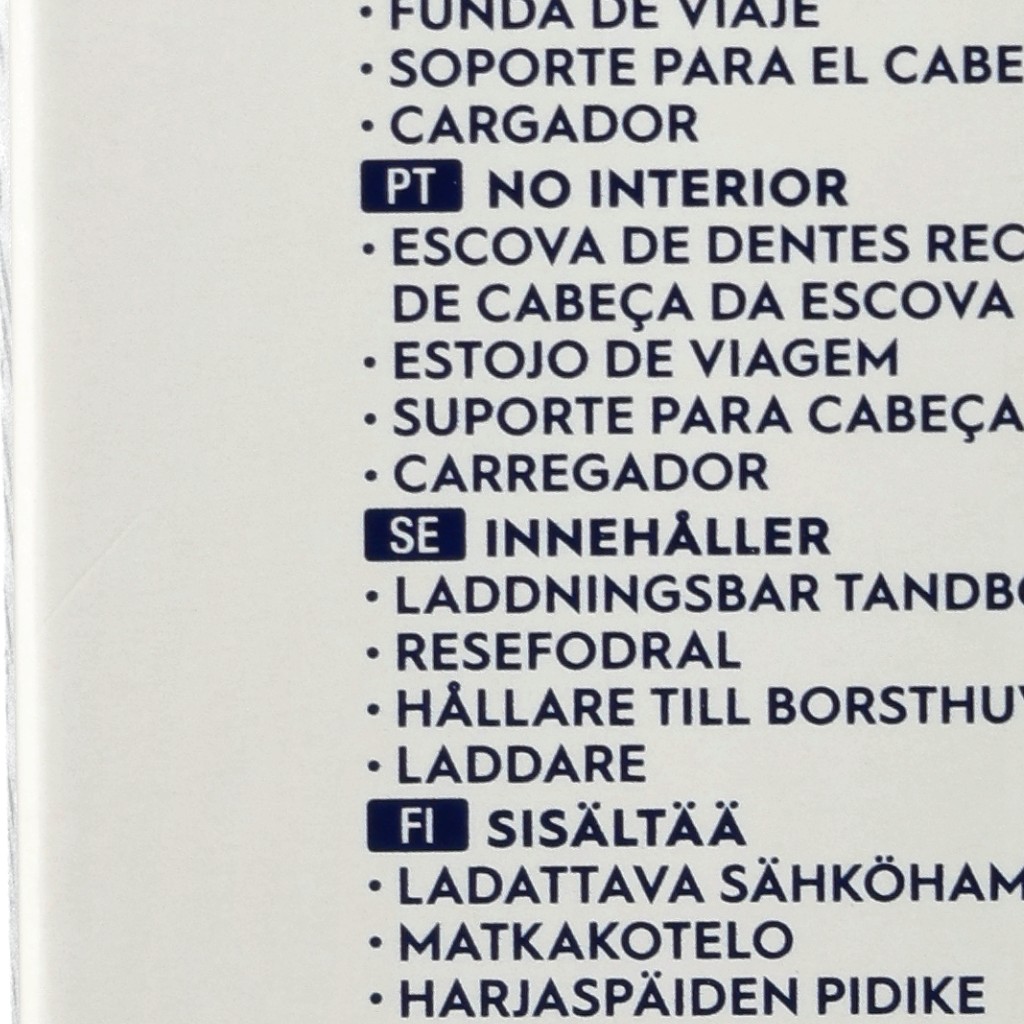 • FUNDA DE VIAJE
• SOPORTE PARA EL CABE
• CARGADOR
PT NO INTERIOR
• ESCOVA DE DENTES REC
DE CABEÇA DA ESCOVA
• ESTOJO DE VIAGEM
• SUPORTE PARA CABEÇA
• CARREGADOR
SE INNEHÅLLER
• LADDNINGSBAR TANDBO
• RESEFODRAL
• HÅLLARE TILL BORSTHUV
• LADDARE
FI SISÄLTÄÄ
• LADATTAVA SÄHKÖHAM
• MATKAKOTELO
• HARJASPÄIDEN PIDIKE